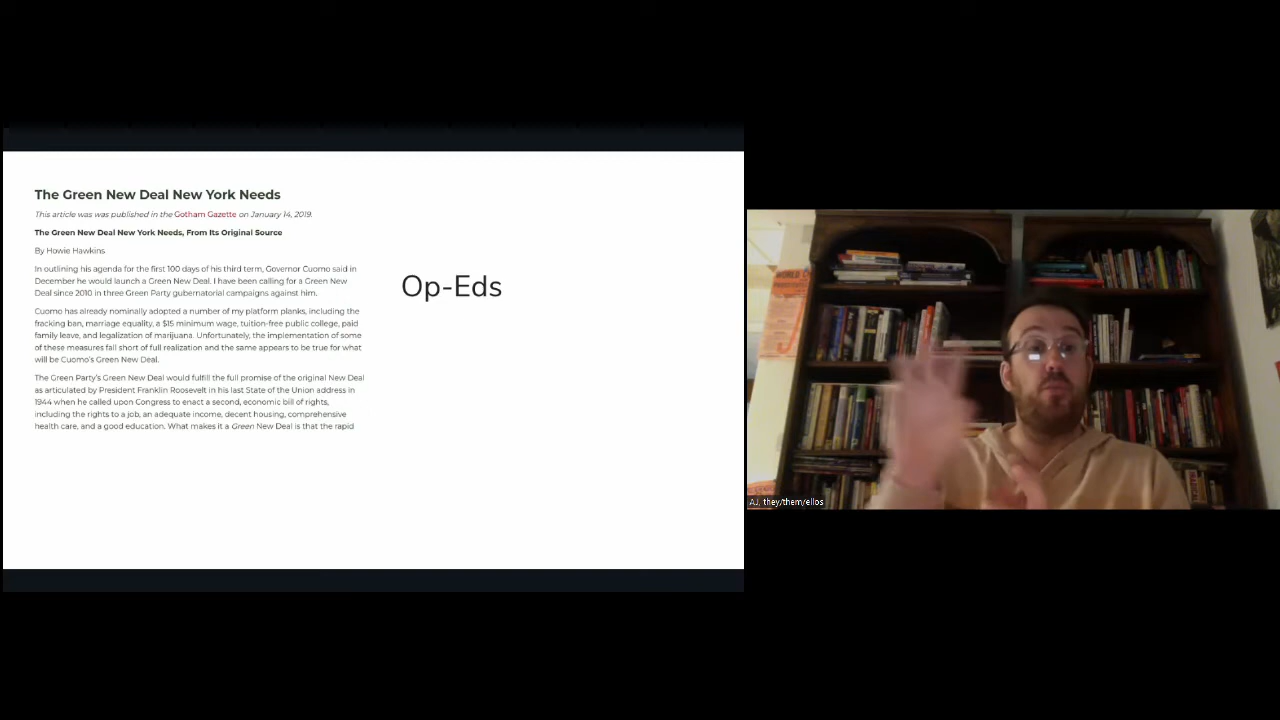 The Green New Deal New York Needs
This article was was published in the Gotham Gazette on January 14, 2019.
The Green New Deal New York Needs, From Its Original Source
By Howie Hawkins
In outlining his agenda for the first 100 days of his third term, Governor Cuomo said in
December he would launch a Green New Deal. I have been calling for a Green New
Deal since 2010 in three Green Party gubernatorial campaigns against him.
Cuomo has already nominally adopted a number of my platform planks, including the
fracking ban, marriage equality, a $15 minimum wage, tuition-free public college, paid
family leave, and legalization of marijuana. Unfortunately, the implementation of some
of these measures fall short of full realization and the same appears to be true for what
will be Cuomo's Green New Deal.
The Green Party's Green New Deal would fulfill the full promise of the original New Deal
as articulated by President Franklin Roosevelt in his last State of the Union address in
1944 when he called upon Congress to enact a second, economic bill of rights,
including the rights to a job, an adequate income, decent housing, comprehensive
health care, and a good education. What makes it a Green New Deal is that the rapid
Op-Eds
WORLD OF
AJ, they/them/ellos